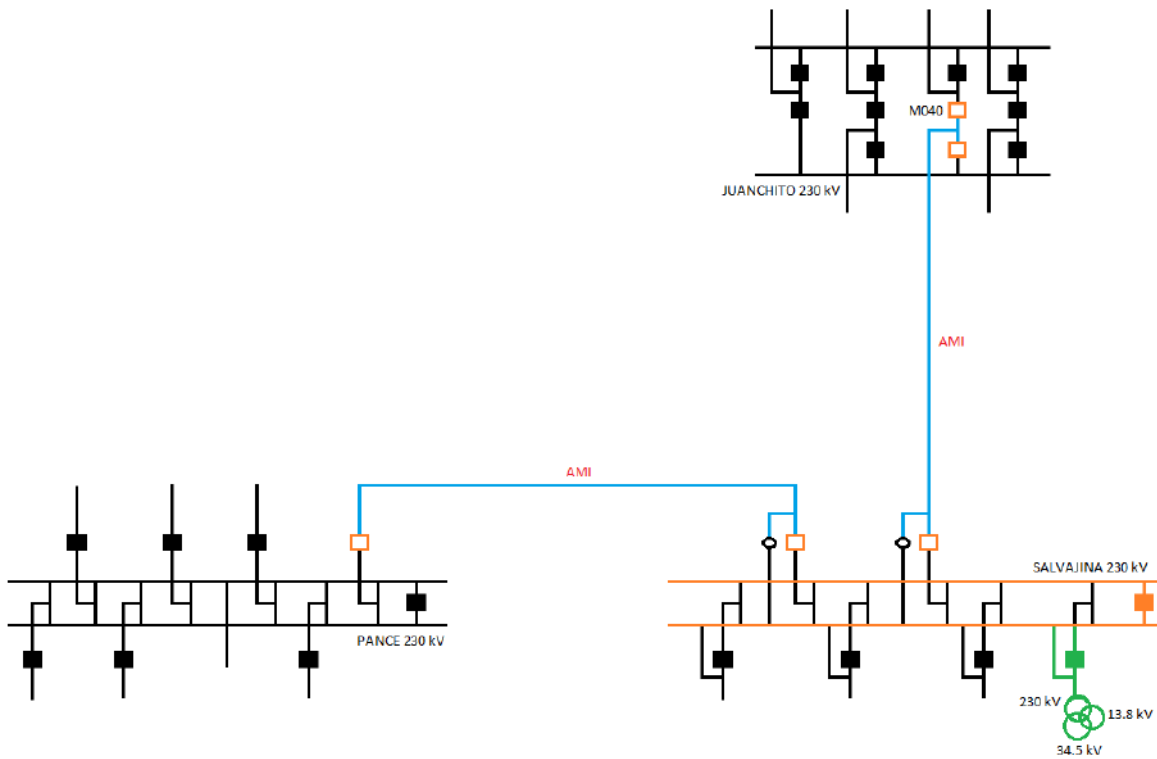 M040
JUANCHITO 230 kV
AMI
AMI
SALVAJINA 230 kV
PANCE 230 kV
230 kV
13.8 kV
34.5 kV